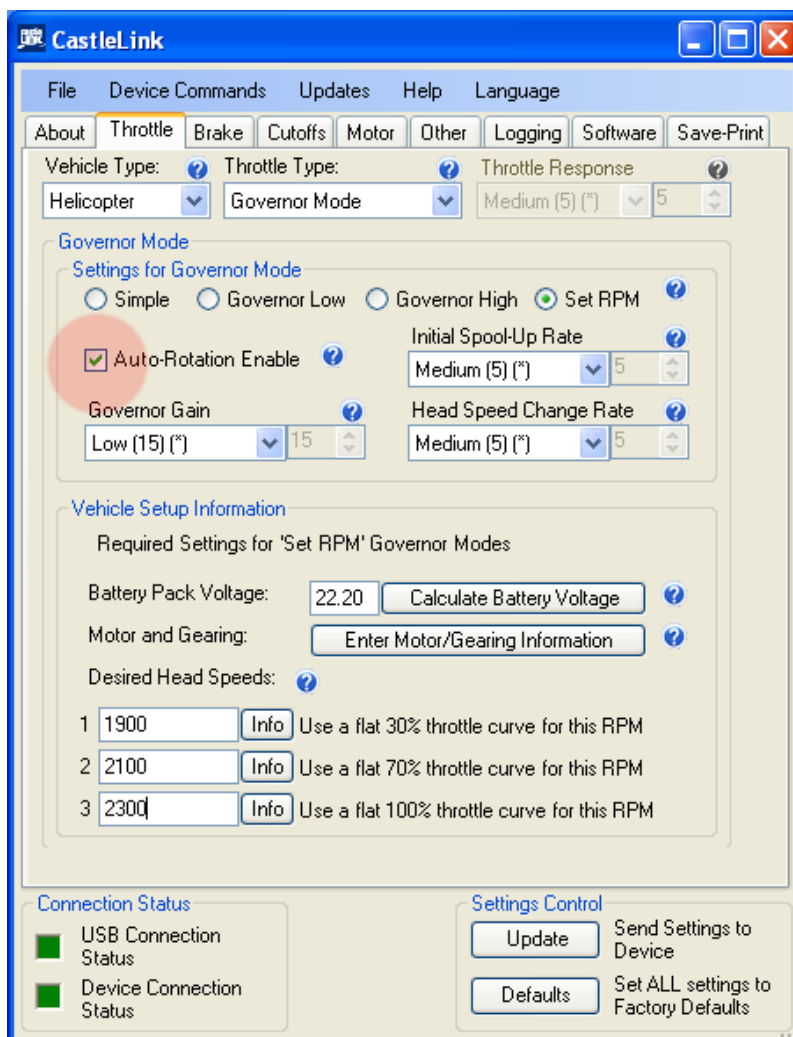 CastleLink
File Device Commands Updates Help Language
About Throttle Brake Cutoffs Motor Other Logging Software Save-Print
Vehicle Type: Throttle Type: Throttle Response
Helicopter Governor Mode Medium (5) (*) 5
Governor Mode
Settings for Governor Mode
Simple Governor Low Governor High Set RPM
Initial Spool-Up Rate
Auto-Rotation Enable
Medium (5) (*) 5
Governor Gain Head Speed Change Rate
Low (15) (*) 15 Medium (5) (*) 5
Vehicle Setup Information
Required Settings for 'Set RPM' Governor Modes
Battery Pack Voltage: 22.20 Calculate Battery Voltage
Motor and Gearing: Enter Motor/Gearing Information
Desired Head Speeds:
1 1900 Info Use a flat 30% throttle curve for this RPM
2 2100 Info Use a flat 70% throttle curve for this RPM
3 2300 Info Use a flat 100% throttle curve for this RPM
Connection Status
USB Connection
Status
Device Connection
Status
Settings Control
Update
Send Settings to
Device
Defaults
Set ALL settings to
Factory Defaults